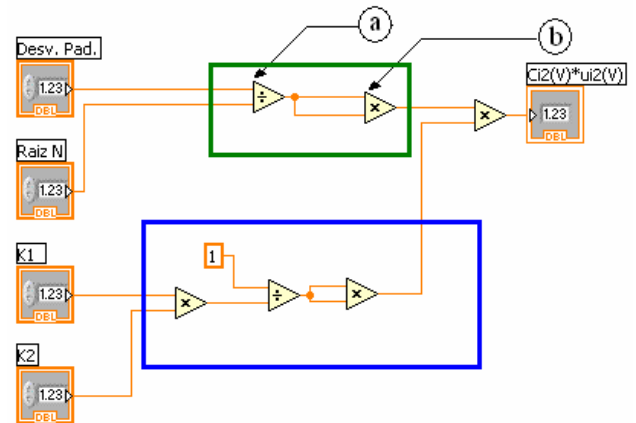 a
b
Desv. Pad.
1.23
DBL
÷
×
×
Ci2(V)*ui2(V)
1.23
DBL
Raiz N
1.23
DBL
K1
1.23
DBL
1
×
÷
×
K2
1.23
DBL